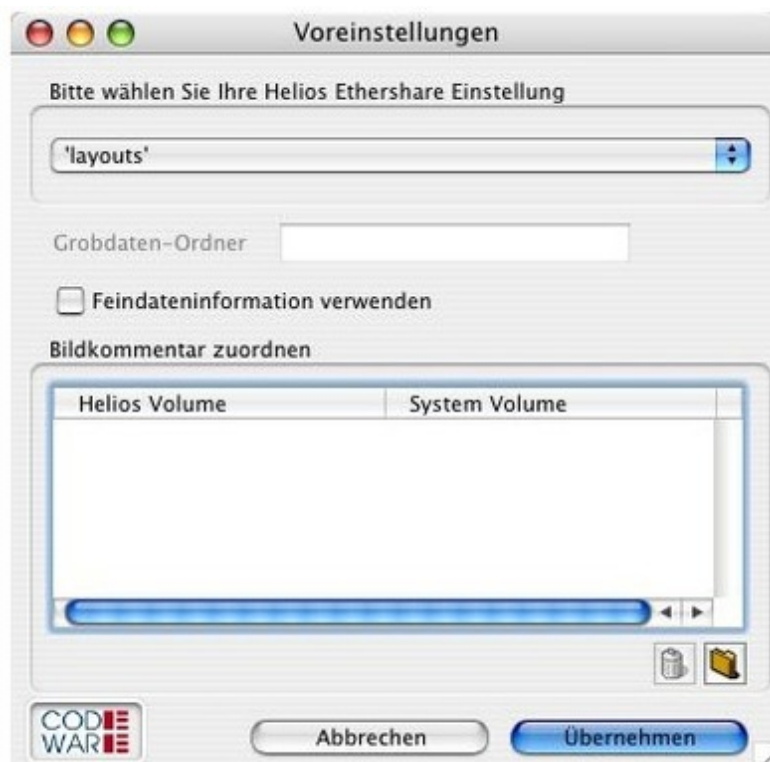 Voreinstellungen
Bitte wählen Sie Ihre Helios Ethershare Einstellung
'layouts'
Grobdaten-Ordner
Feindateninformation verwenden
Bildkommentar zuordnen
Helios Volume System Volume
CODE
WARE
Abbrechen Übernehmen